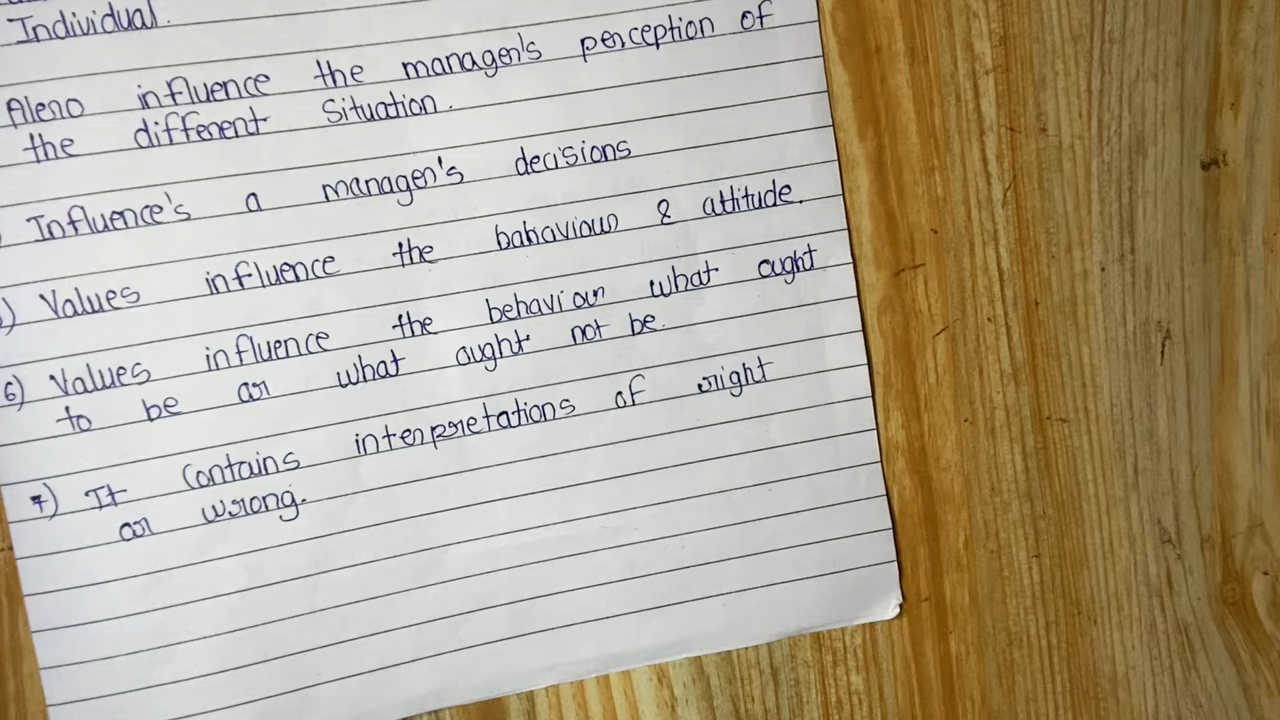 Individual.
Alero influence the manager's perception of
the different Situation.
Influence's a manager's decisions
) Values influence the bahaviour & attitude.
6) Values influence the behaviour what ought
to be or what ought not be.
7) It Contains interpretations of right
or wrong.